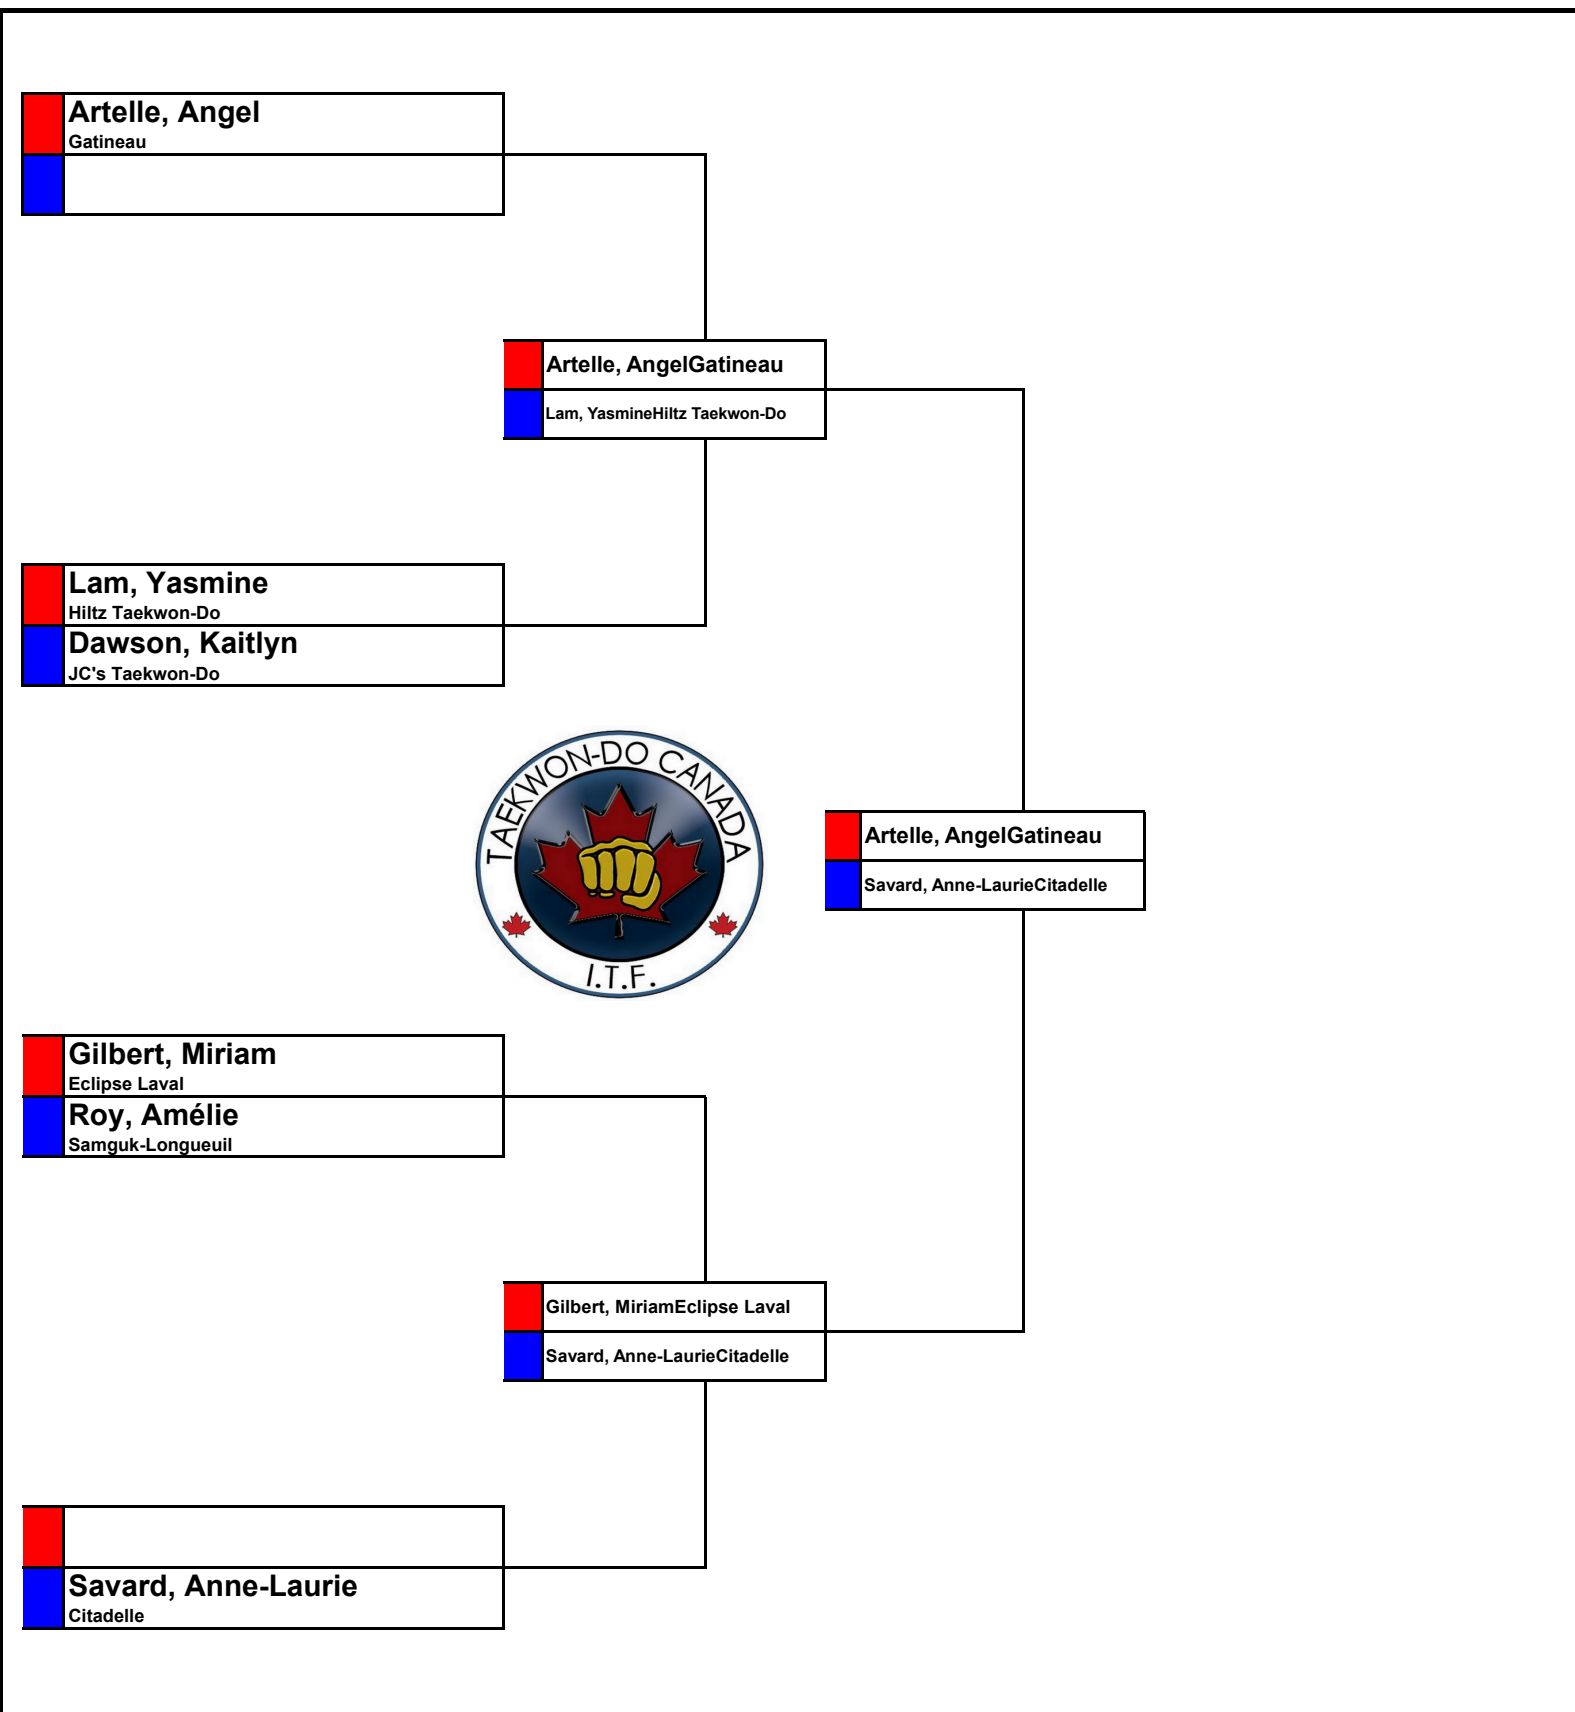 Artelle, Angel
Gatineau
Artelle, AngelGatineau
Lam, YasmineHiltz Taekwon-Do
Lam, Yasmine
Hiltz Taekwon-Do
Dawson, Kaitlyn
JC's Taekwon-Do
TAEKWON-DO CANADA
I.T.F.
Artelle, AngelGatineau
Savard, Anne-LaurieCitadelle
Gilbert, Miriam
Eclipse Laval
Roy, Amélie
Samguk-Longueuil
Gilbert, MiriamEclipse Laval
Savard, Anne-LaurieCitadelle
Savard, Anne-Laurie
Citadelle